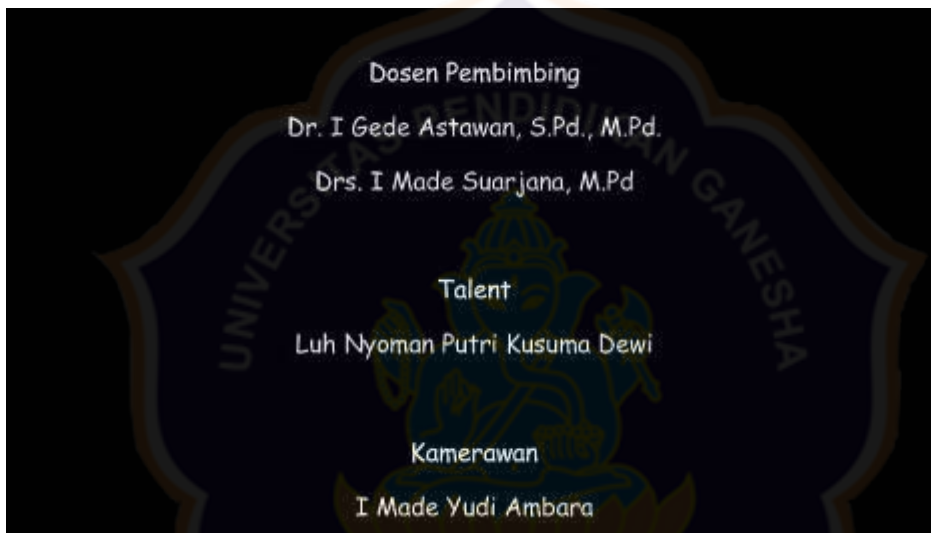 Dosen Pembimbing
Dr. I Gede Astawan, S.Pd., M.Pd.
Drs. I Made Suarjana, M.Pd
Talent
Luh Nyoman Putri Kusuma Dewi
Kamerawan
I Made Yudi Ambara
UNIVERSITAS PENDIDIKAN GANESHA